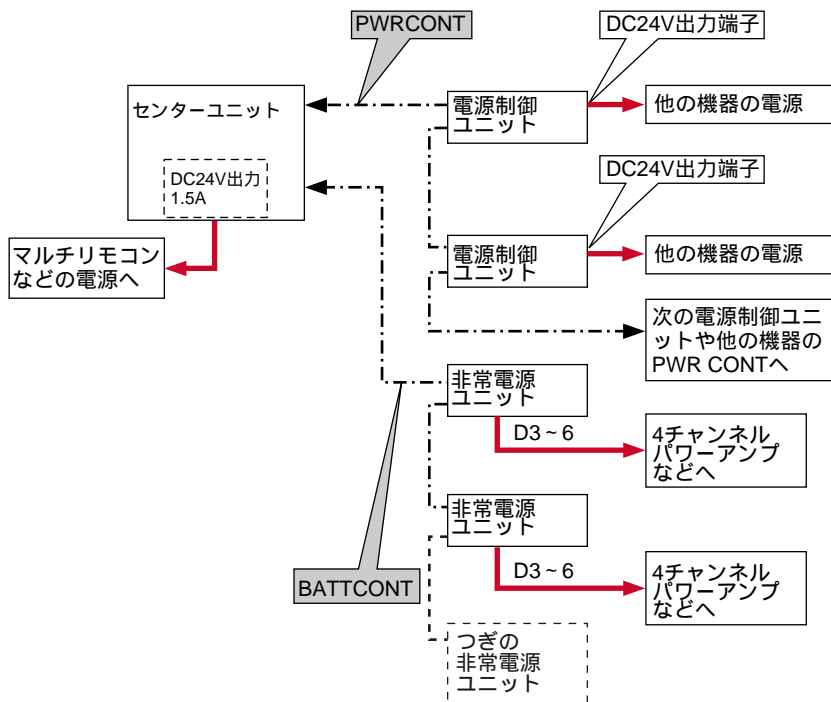 PWRCONT
DC24V出力端子
センターユニット
電源制御
ユニット
他の機器の電源
DC24V出力
1.5A
DC24V出力端子
マルチリモコン
などの電源へ
電源制御
ユニット
他の機器の電源
次の電源制御ユニ
ットや他の機器の
PWR CONTへ
非常電源
ユニット
D3~6
4チャンネル
パワーアンプ
などへ
非常電源
ユニット
BATTCONT
D3~6
4チャンネル
パワーアンプ
などへ
つぎの
非常電源
ユニット